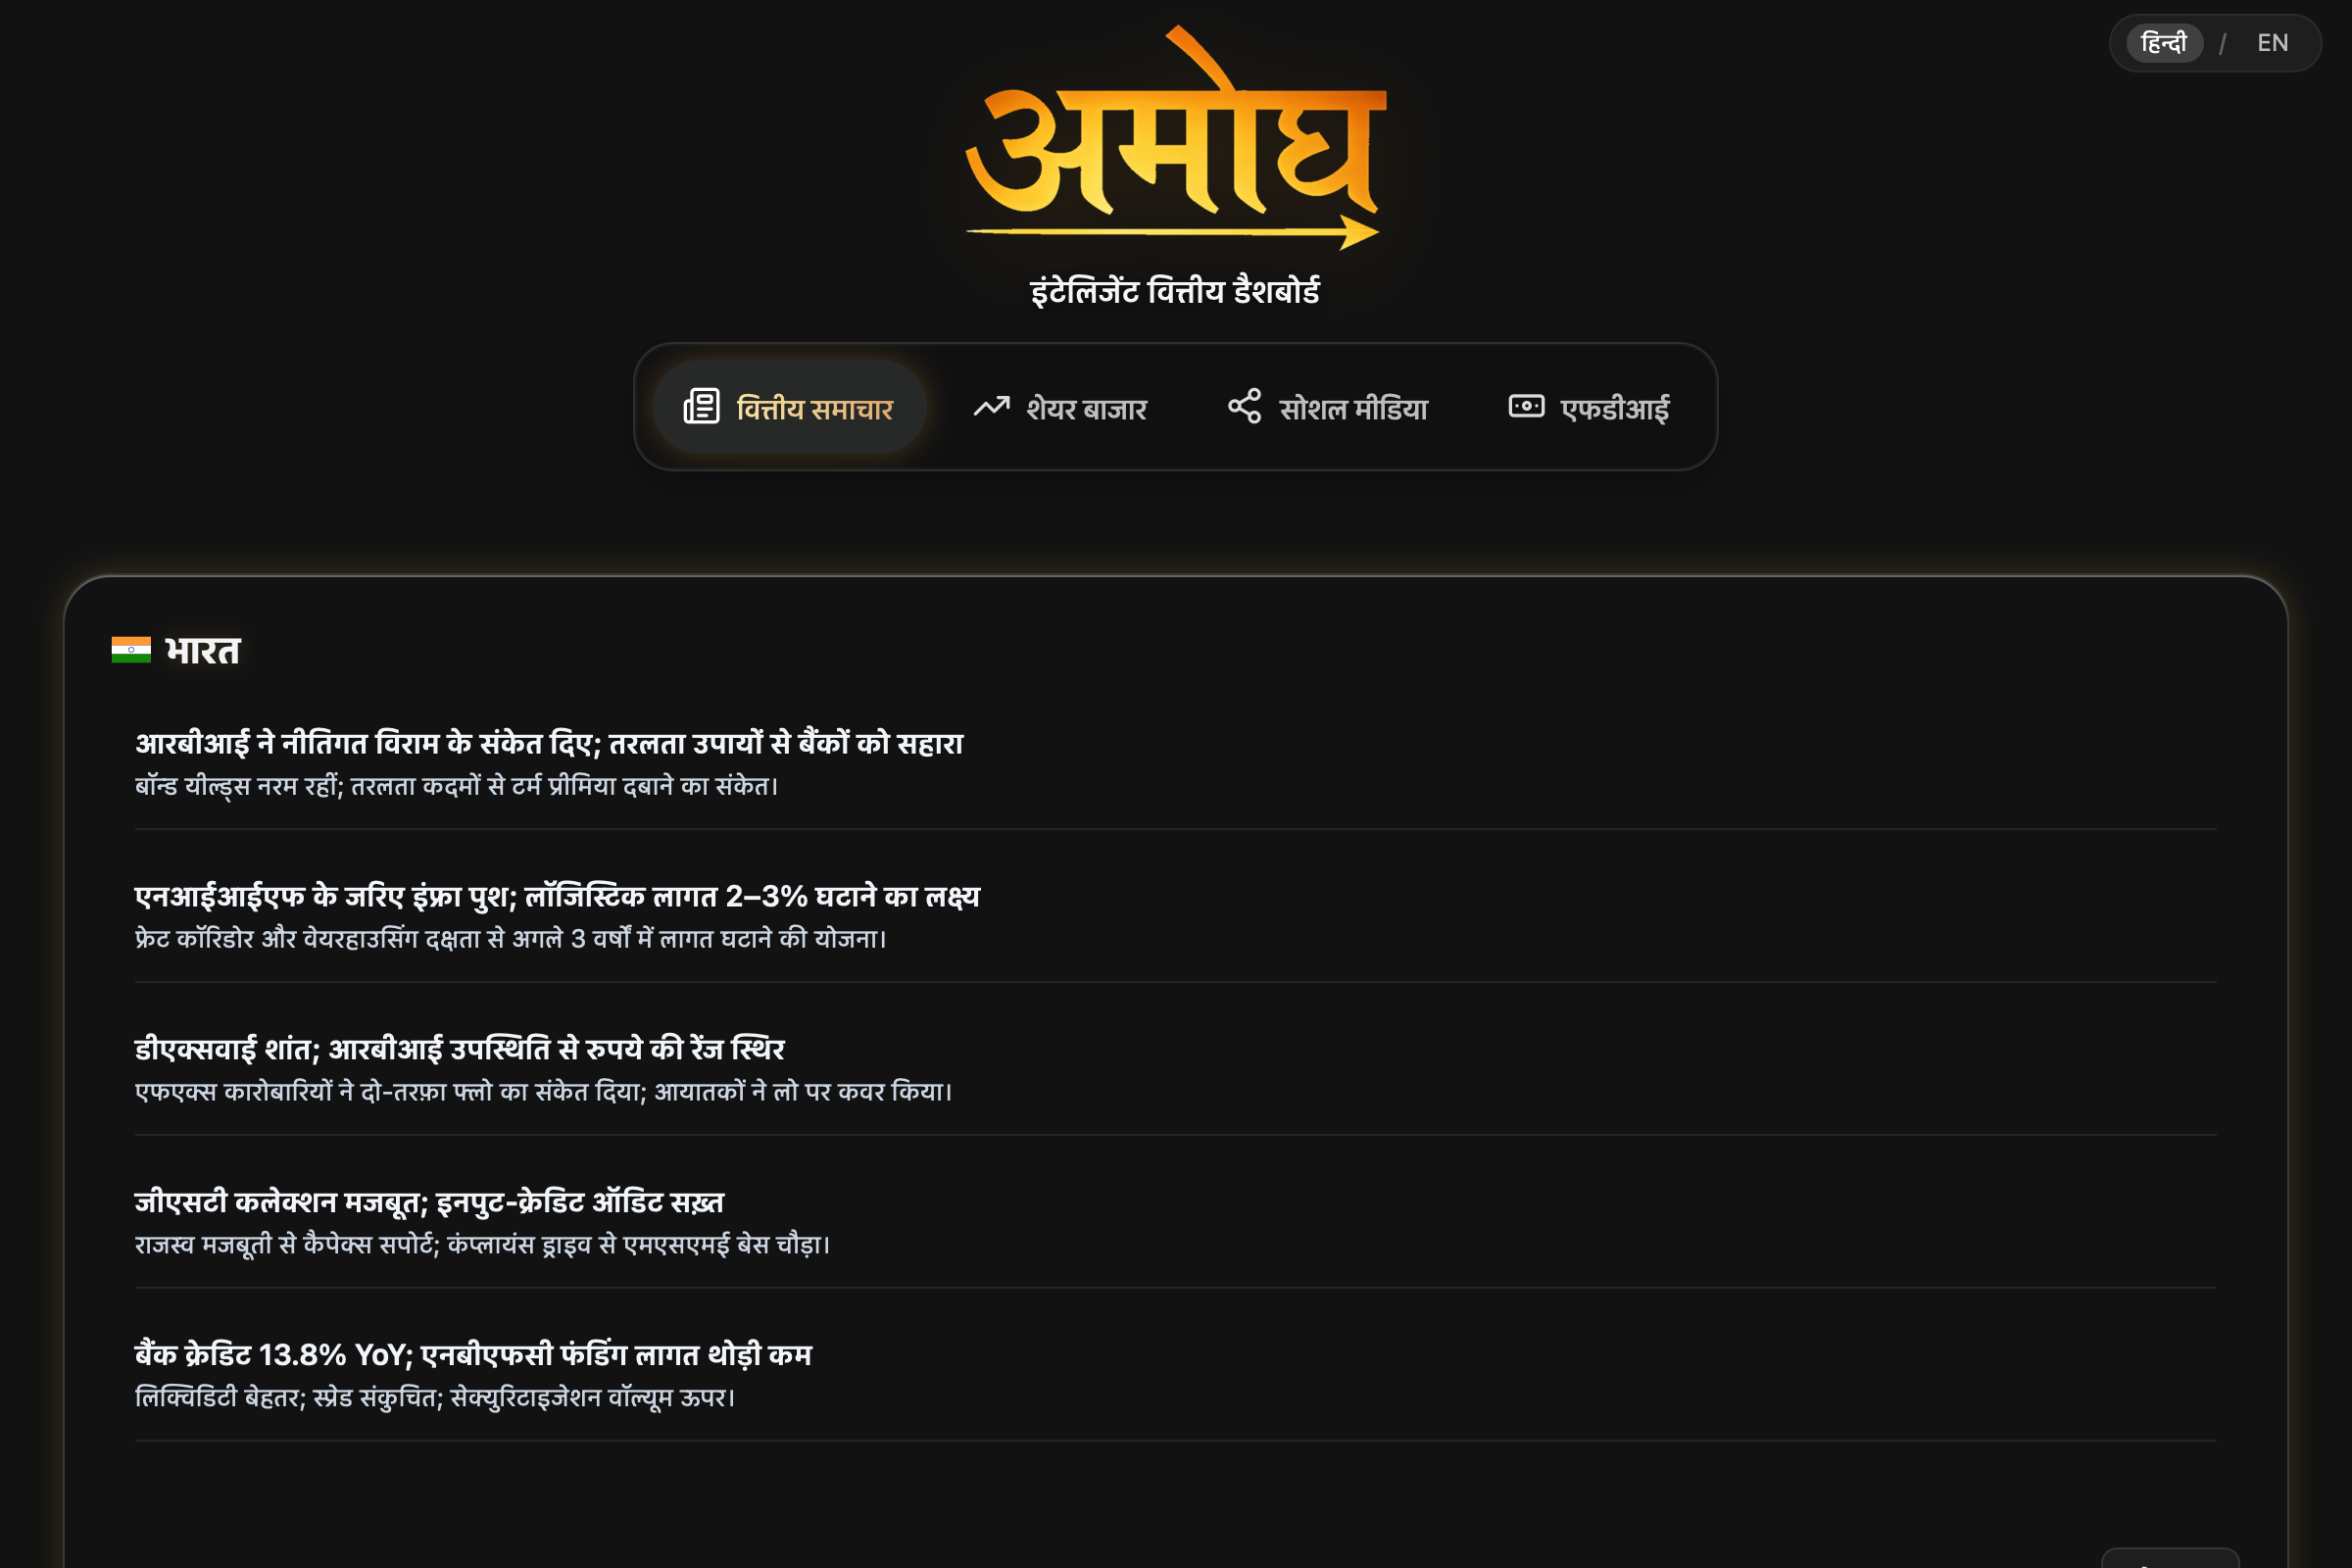 हिन्दी / EN
अमोघ
इंटेलिजेंट वित्तीय डैशबोर्ड
वित्तीय समाचार शेयर बाजार सोशल मीडिया एफडीआई
भारत
आरबीआई ने नीतिगत विराम के संकेत दिए; तरलता उपायों से बैंकों को सहारा
बॉन्ड यील्ड्स नरम रहीं; तरलता कदमों से टर्म प्रीमिया दबाने का संकेत।
एनआईआईएफ के जरिए इंफ्रा पुश; लॉजिस्टिक लागत 2–3% घटाने का लक्ष्य
फ्रेट कॉरिडोर और वेयरहाउसिंग दक्षता से अगले 3 वर्षों में लागत घटाने की योजना।
डीएक्सवाई शांत; आरबीआई उपस्थिति से रुपये की रेंज स्थिर
एफएक्स कारोबारियों ने दो-तरफ़ा फ्लो का संकेत दिया; आयातकों ने लो पर कवर किया।
जीएसटी कलेक्शन मजबूत; इनपुट-क्रेडिट ऑडिट सख़्त
राजस्व मजबूती से कैपेक्स सपोर्ट; कंप्लायंस ड्राइव से एमएसएमई बेस चौड़ा।
बैंक क्रेडिट 13.8% YoY; एनबीएफसी फंडिंग लागत थोड़ी कम
लिक्विडिटी बेहतर; स्प्रेड संकुचित; सेक्युरिटाइजेशन वॉल्यूम ऊपर।